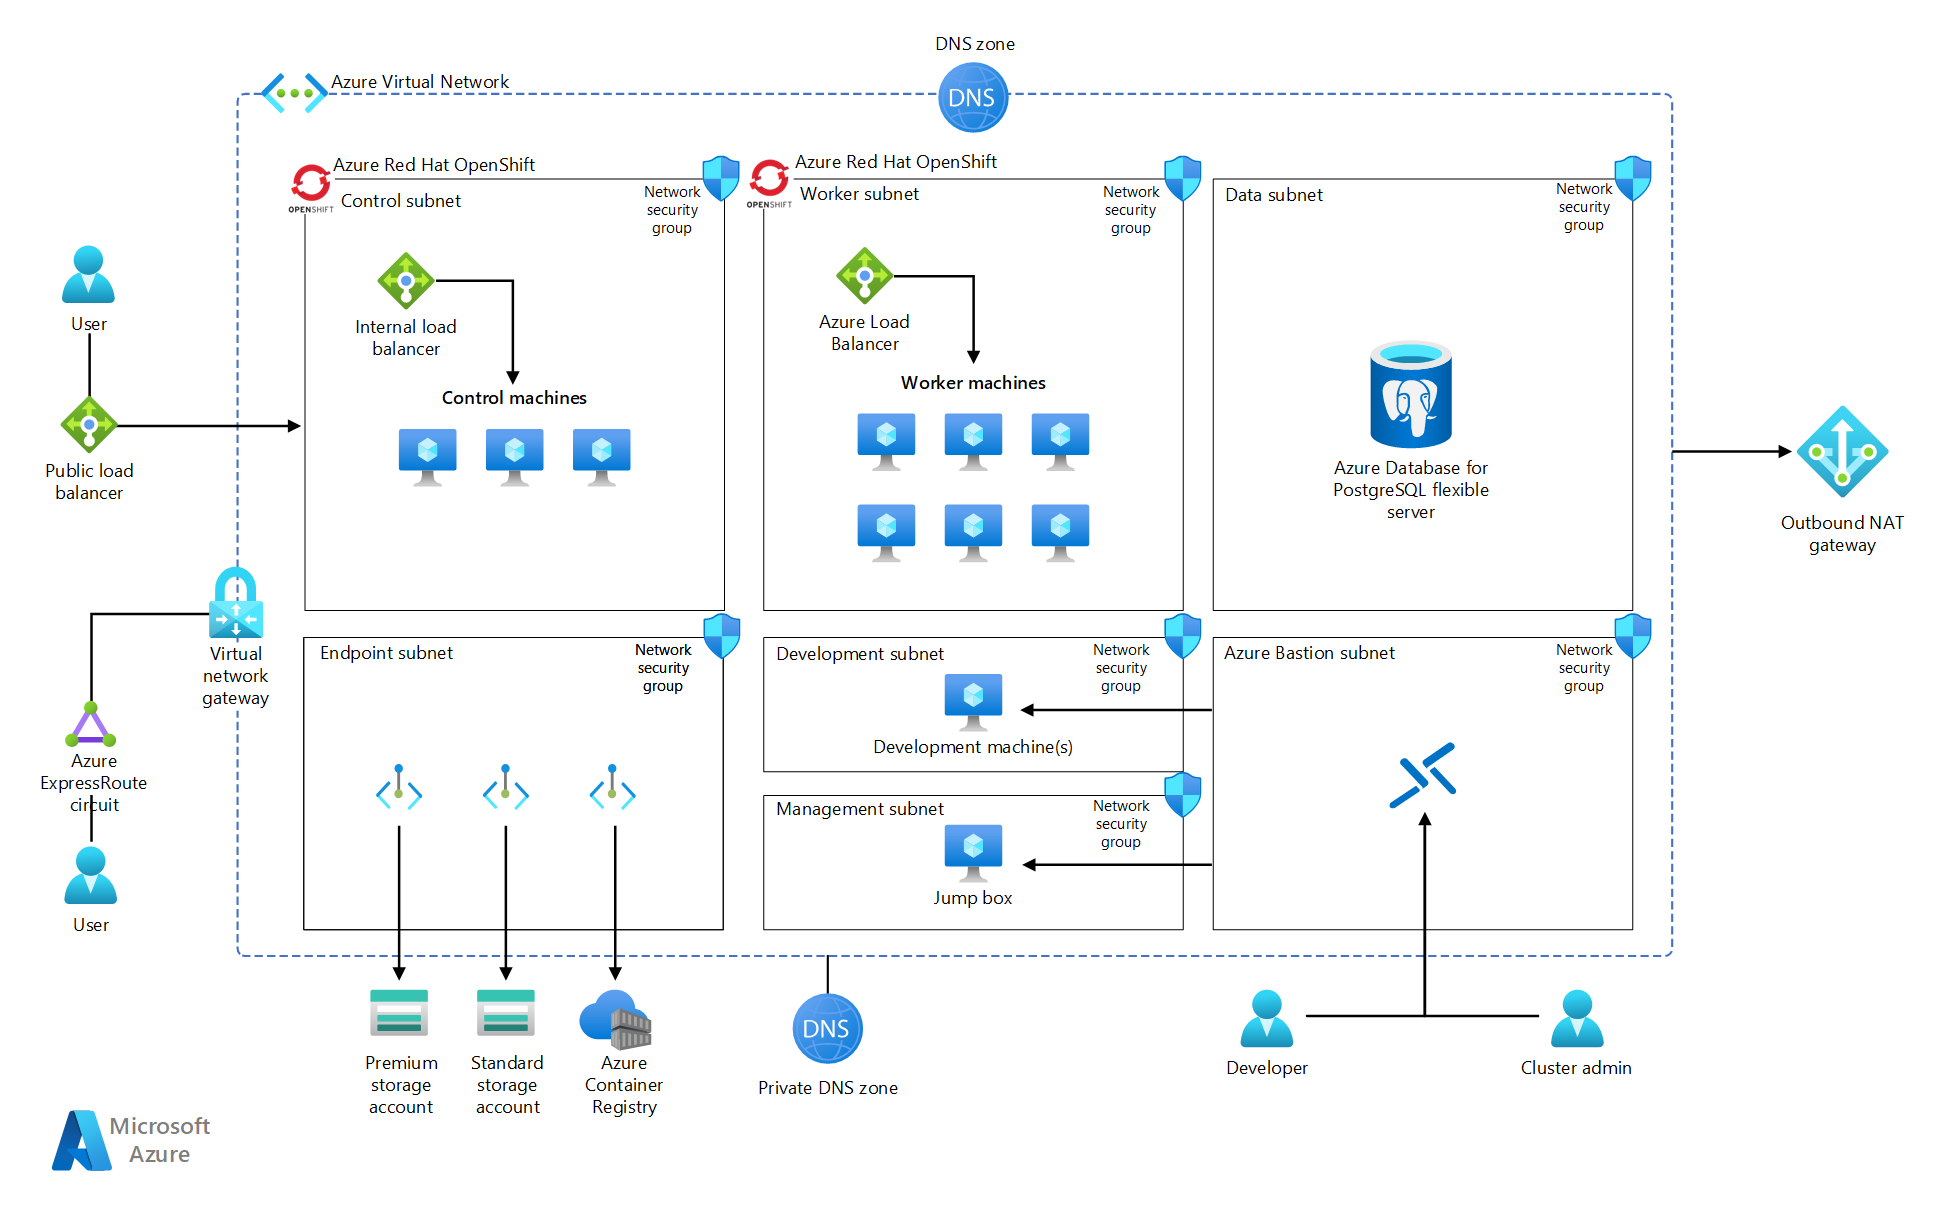 DNS zone
Azure Virtual Network
DNS
Azure Red Hat OpenShift
OPENSHIFT
Control subnet
Network
security
group
Azure Red Hat OpenShift
OPENSHIFT
Worker subnet
Network
security
group
Data subnet
Network
security
group
User
Internal load
balancer
Control machines
Azure Load
Balancer
Worker machines
Public load
balancer
Azure Database for
PostgreSQL flexible
server
Outbound NAT
gateway
Virtual
network
gateway
Endpoint subnet
Network
security
group
Development subnet
Network
security
group
Development machine(s)
Azure Bastion subnet
Network
security
group
Azure
ExpressRoute
circuit
Management subnet
Network
security
group
Jump box
User
Premium
storage
account
Standard
storage
account
Azure
Container
Registry
DNS
Private DNS zone
Developer
Cluster admin
Microsoft
Azure